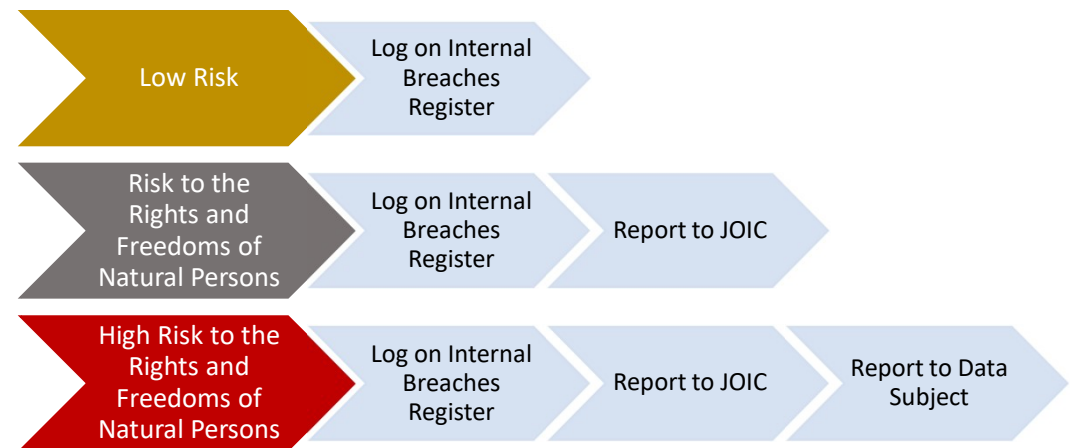 Low Risk
Log on Internal
Breaches
Register
Risk to the
Rights and
Freedoms of
Natural Persons
Log on Internal
Breaches
Register
Report to JOIC
High Risk to the
Rights and
Freedoms of
Natural Persons
Log on Internal
Breaches
Register
Report to JOIC
Report to Data
Subject